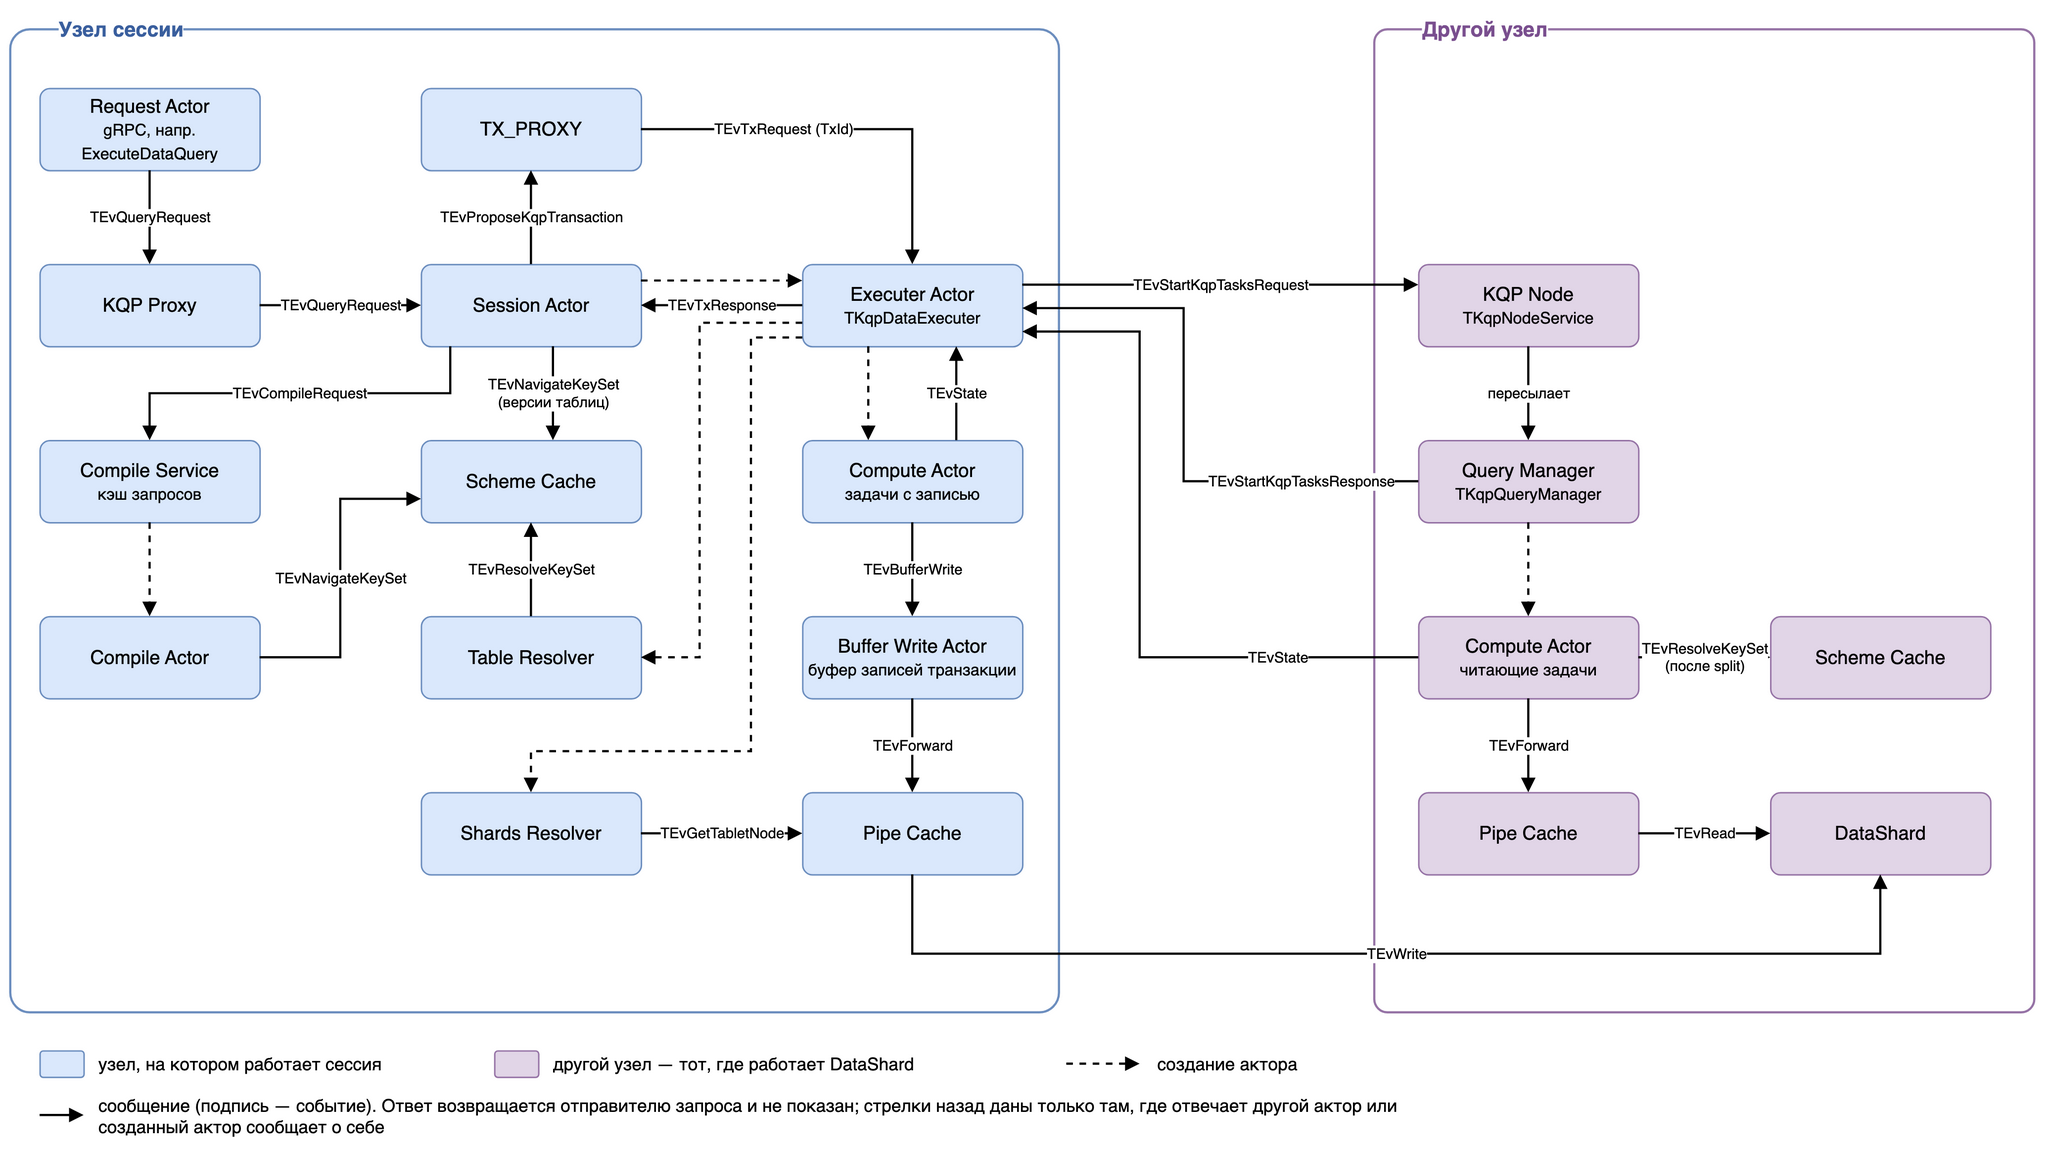 Узел сессии
Другой узел
Request Actor
gRPC, напр.
ExecuteDataQuery
TX_PROXY
TEvTxRequest (TxId)
TEvQueryRequest
TEvProposeKqpTransaction
KQP Proxy
TEvQueryRequest
Session Actor
TEvTxResponse
Executer Actor
TKqpDataExecuter
TEvStartKqpTasksRequest
KQP Node
TKqpNodeService
TEvCompileRequest
TEvNavigateKeySet
(версии таблиц)
TEvState
пересылает
Compile Service
кэш запросов
Scheme Cache
Compute Actor
задачи с записью
TEvStartKqpTasksResponse
Query Manager
TKqpQueryManager
TEvNavigateKeySet
TEvResolveKeySet
TEvBufferWrite
Compile Actor
Table Resolver
Buffer Write Actor
буфер записей транзакции
TEvState
Compute Actor
читающие задачи
TEvResolveKeySet
(после split)
Scheme Cache
TEvForward
TEvForward
Shards Resolver
TEvGetTabletNode
Pipe Cache
Pipe Cache
TEvRead
DataShard
TEvWrite
узел, на котором работает сессия
другой узел — тот, где работает DataShard
создание актора
сообщение (подпись — событие). Ответ возвращается отправителю запроса и не показан; стрелки назад даны только там, где отвечает другой актор или
созданный актор сообщает о себе